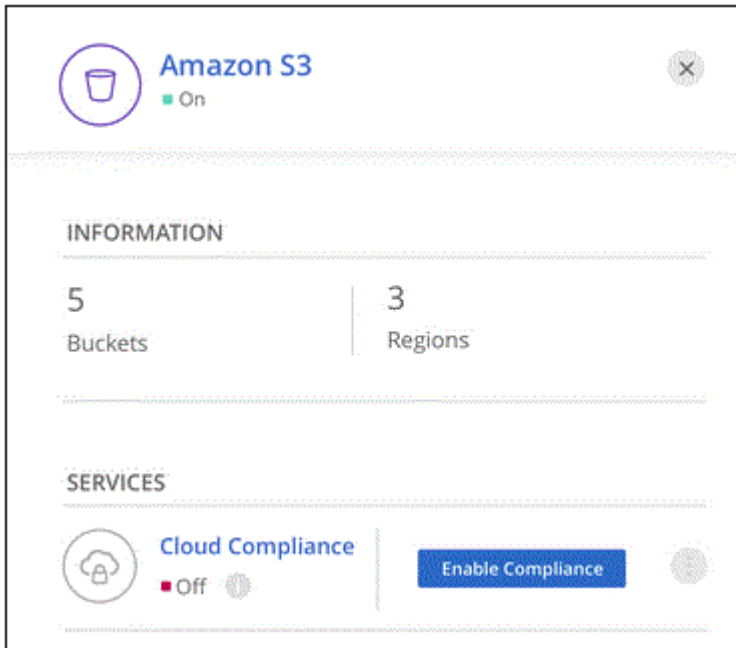 Amazon S3
On
INFORMATION
5
Buckets
3
Regions
SERVICES
Cloud Compliance
Off
Enable Compliance